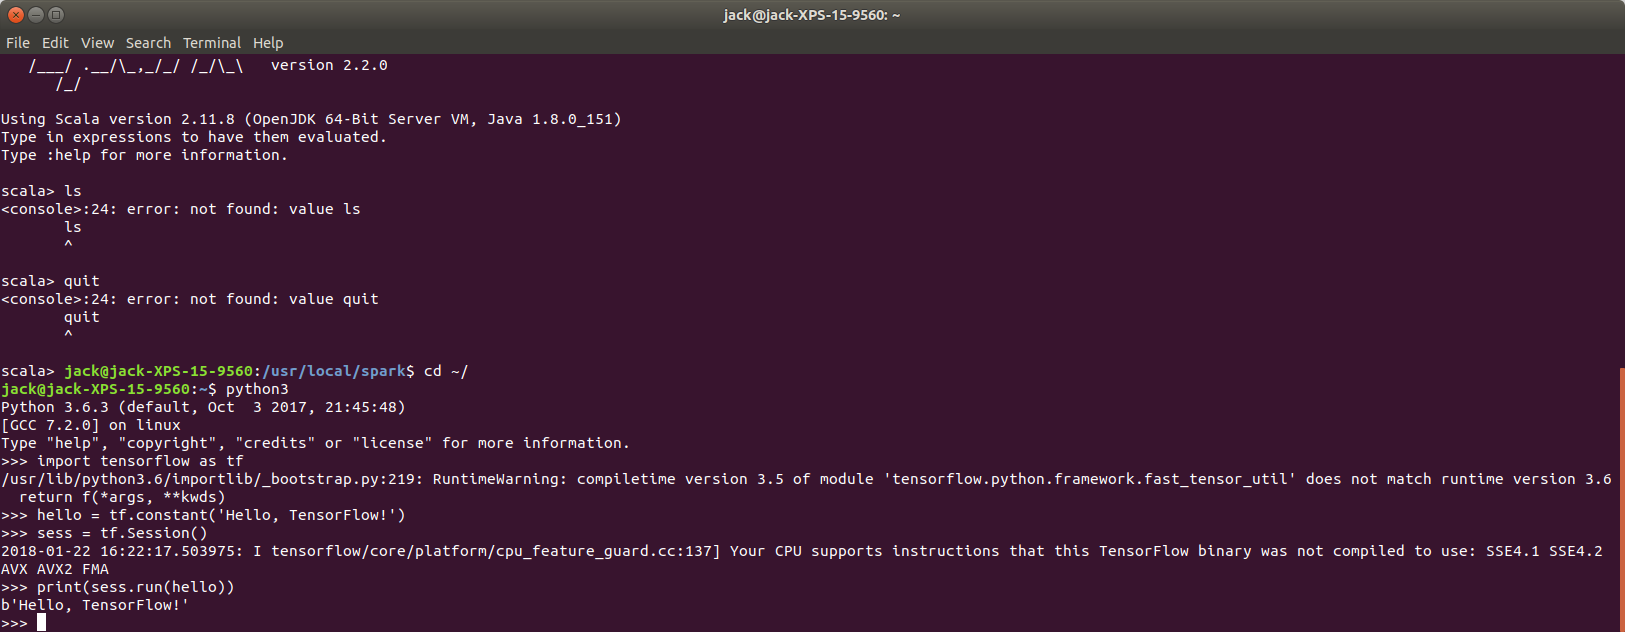 jack@jack-XPS-15-9560: ~
File Edit View Search Terminal Help
   /___/ .__/\_,_/_/ /_/\_\   version 2.2.0
      /_/
Using Scala version 2.11.8 (OpenJDK 64-Bit Server VM, Java 1.8.0_151)
Type in expressions to have them evaluated.
Type :help for more information.
scala> ls
<console>:24: error: not found: value ls
       ls
       ^
scala> quit
<console>:24: error: not found: value quit
       quit
       ^
scala> jack@jack-XPS-15-9560:/usr/local/spark$ cd ~/
jack@jack-XPS-15-9560:~$ python3
Python 3.6.3 (default, Oct  3 2017, 21:45:48)
[GCC 7.2.0] on linux
Type "help", "copyright", "credits" or "license" for more information.
>>> import tensorflow as tf
/usr/lib/python3.6/importlib/_bootstrap.py:219: RuntimeWarning: compiletime version 3.5 of module 'tensorflow.python.framework.fast_tensor_util' does not match runtime version 3.6
  return f(*args, **kwds)
>>> hello = tf.constant('Hello, TensorFlow!')
>>> sess = tf.Session()
2018-01-22 16:22:17.503975: I tensorflow/core/platform/cpu_feature_guard.cc:137] Your CPU supports instructions that this TensorFlow binary was not compiled to use: SSE4.1 SSE4.2
AVX AVX2 FMA
>>> print(sess.run(hello))
b'Hello, TensorFlow!'
>>>